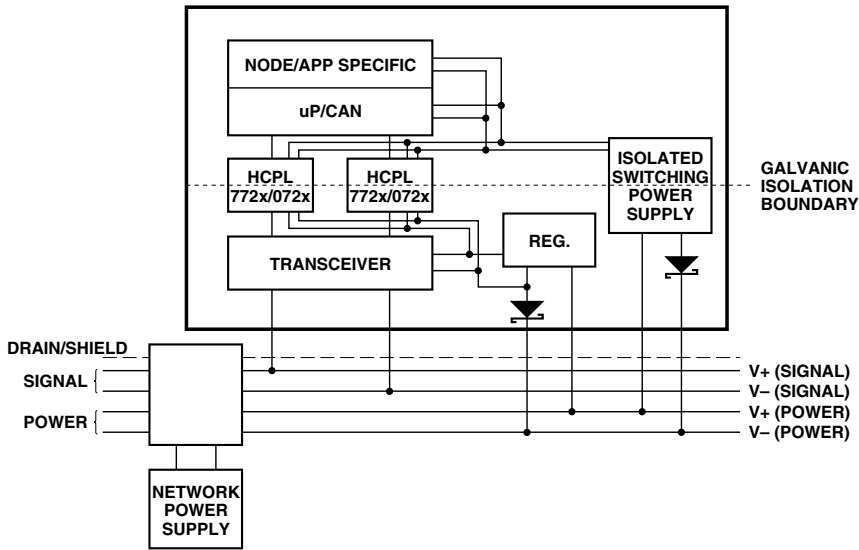 NODE/APP SPECIFIC
uP/CAN
HCPL
772x/072x
HCPL
772x/072x
ISOLATED
SWITCHING
POWER
SUPPLY
GALVANIC
ISOLATION
BOUNDARY
TRANSCEIVER
REG.
DRAIN/SHIELD
SIGNAL
POWER
V+ (SIGNAL)
V– (SIGNAL)
V+ (POWER)
V– (POWER)
NETWORK
POWER
SUPPLY